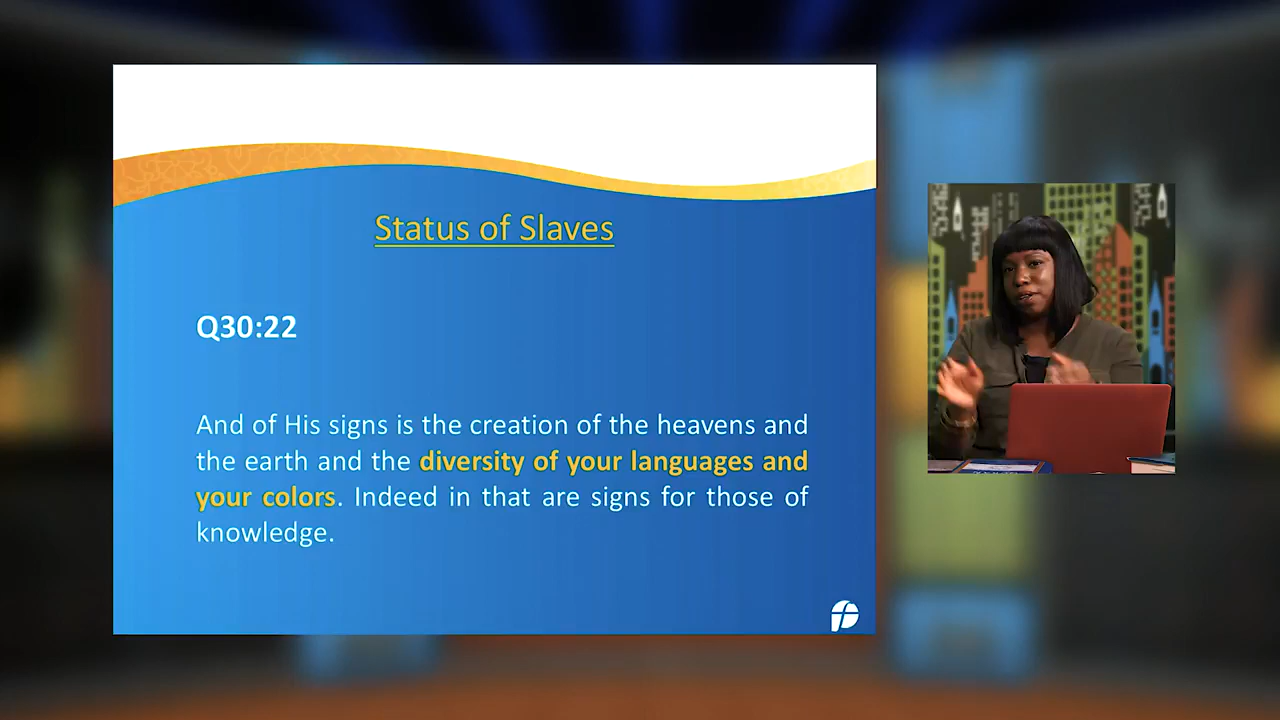 Status of Slaves
Q30:22
And of His signs is the creation of the heavens and
the earth and the diversity of your languages and
your colors. Indeed in that are signs for those of
knowledge.